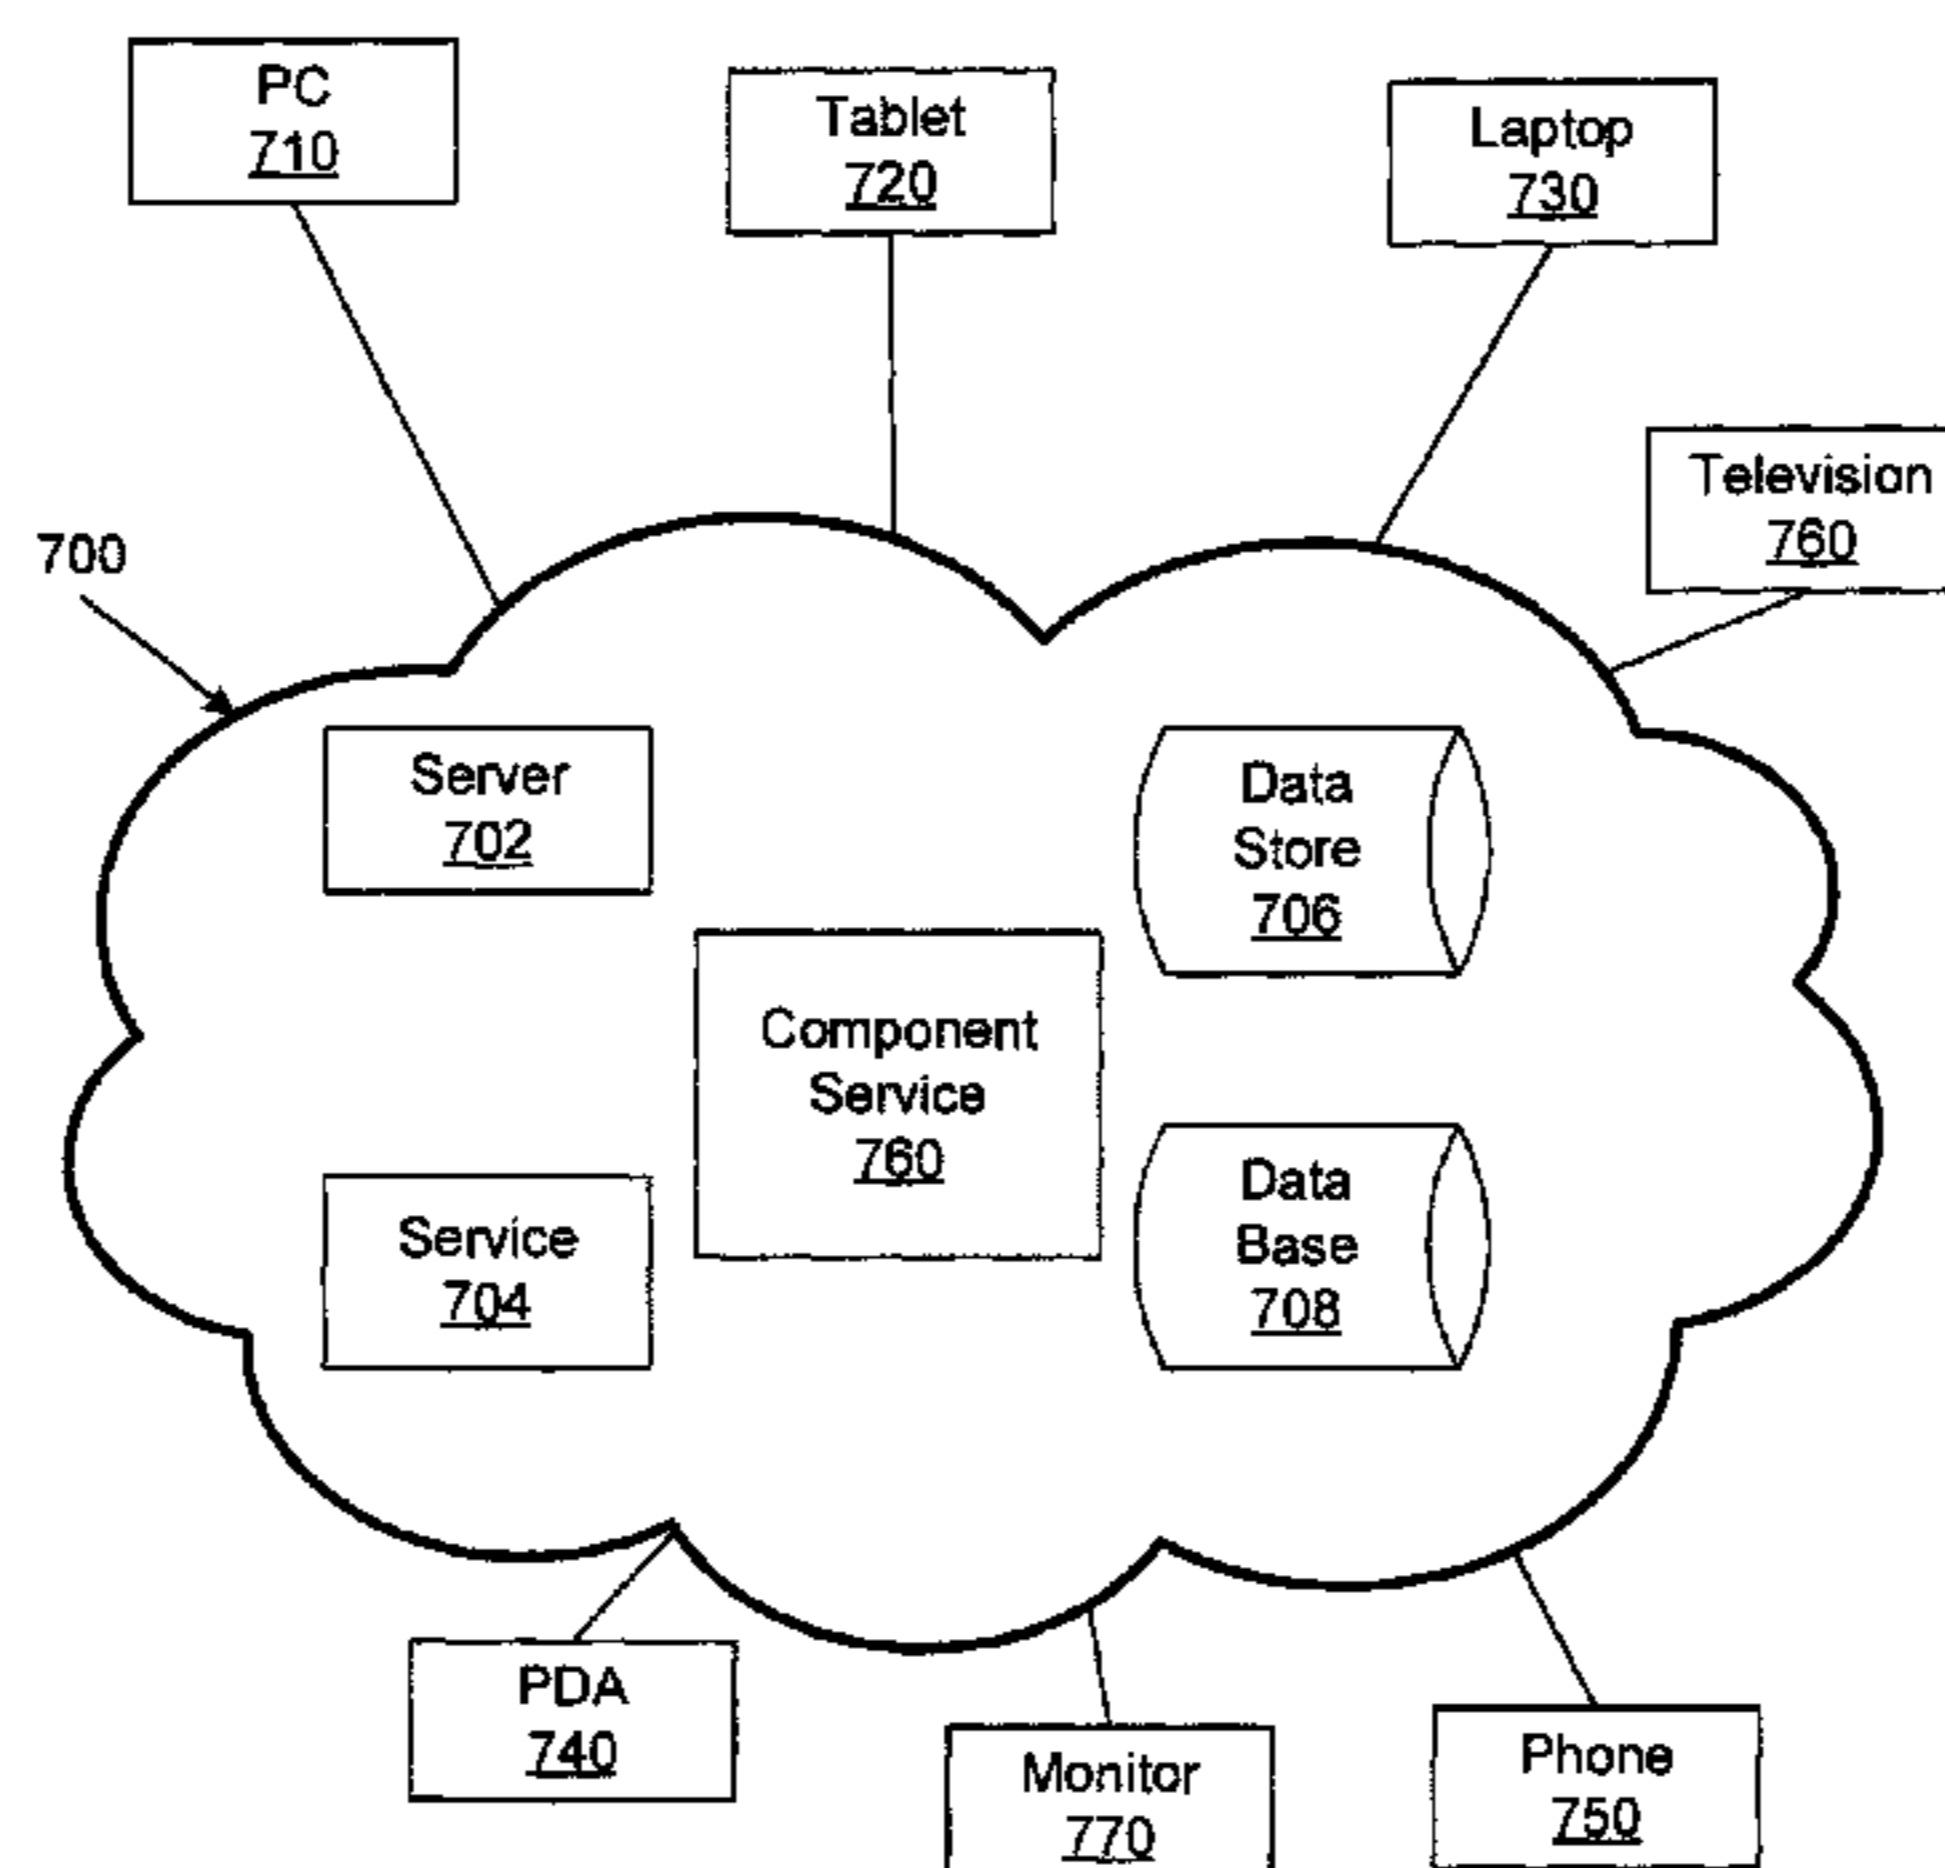 PC
710
Tablet
720
Laptop
730
Television
760
700
Server
702
Data
Store
706
Component
Service
760
Service
704
Data
Base
708
PDA
740
Monitor
770
Phone
750